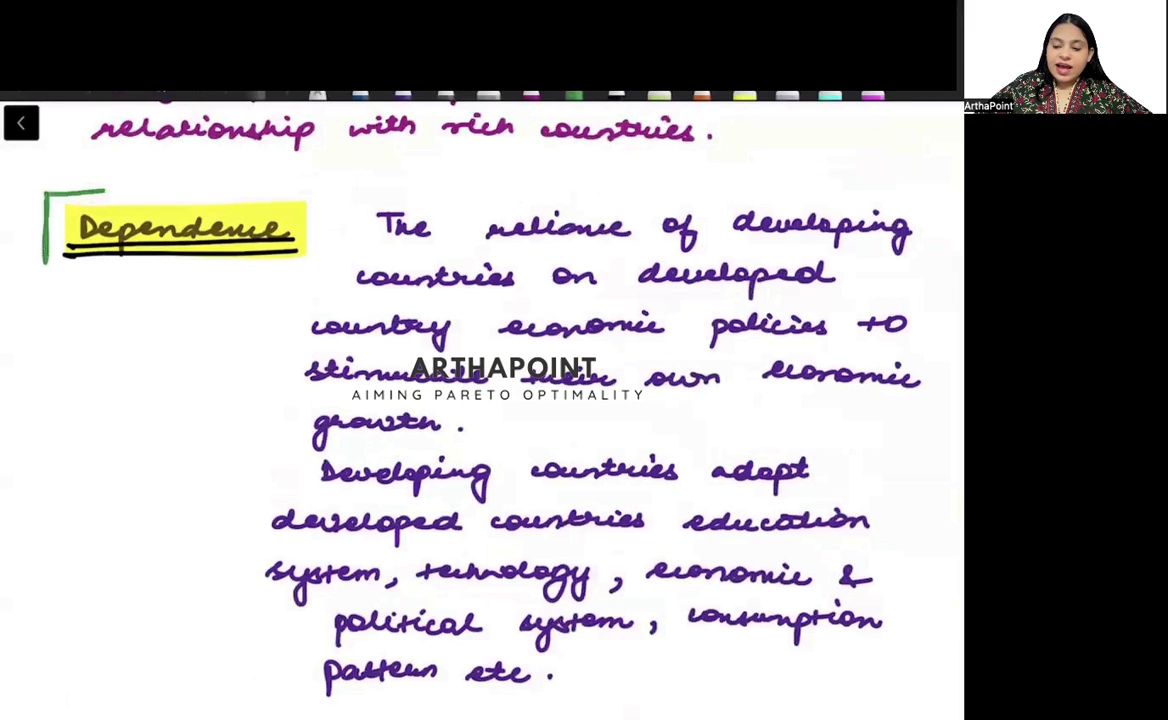 relationship with rich countries.
ArthaPoint
Dependence
The reliance of developing
countries on developed
country economic policies to
stimulate their own economic
ARTHAPOINT
AIMING PARETO OPTIMALITY
growth.
Developing countries adopt
developed countries education
system, technology, economic &
political system, consumption
pattern etc.